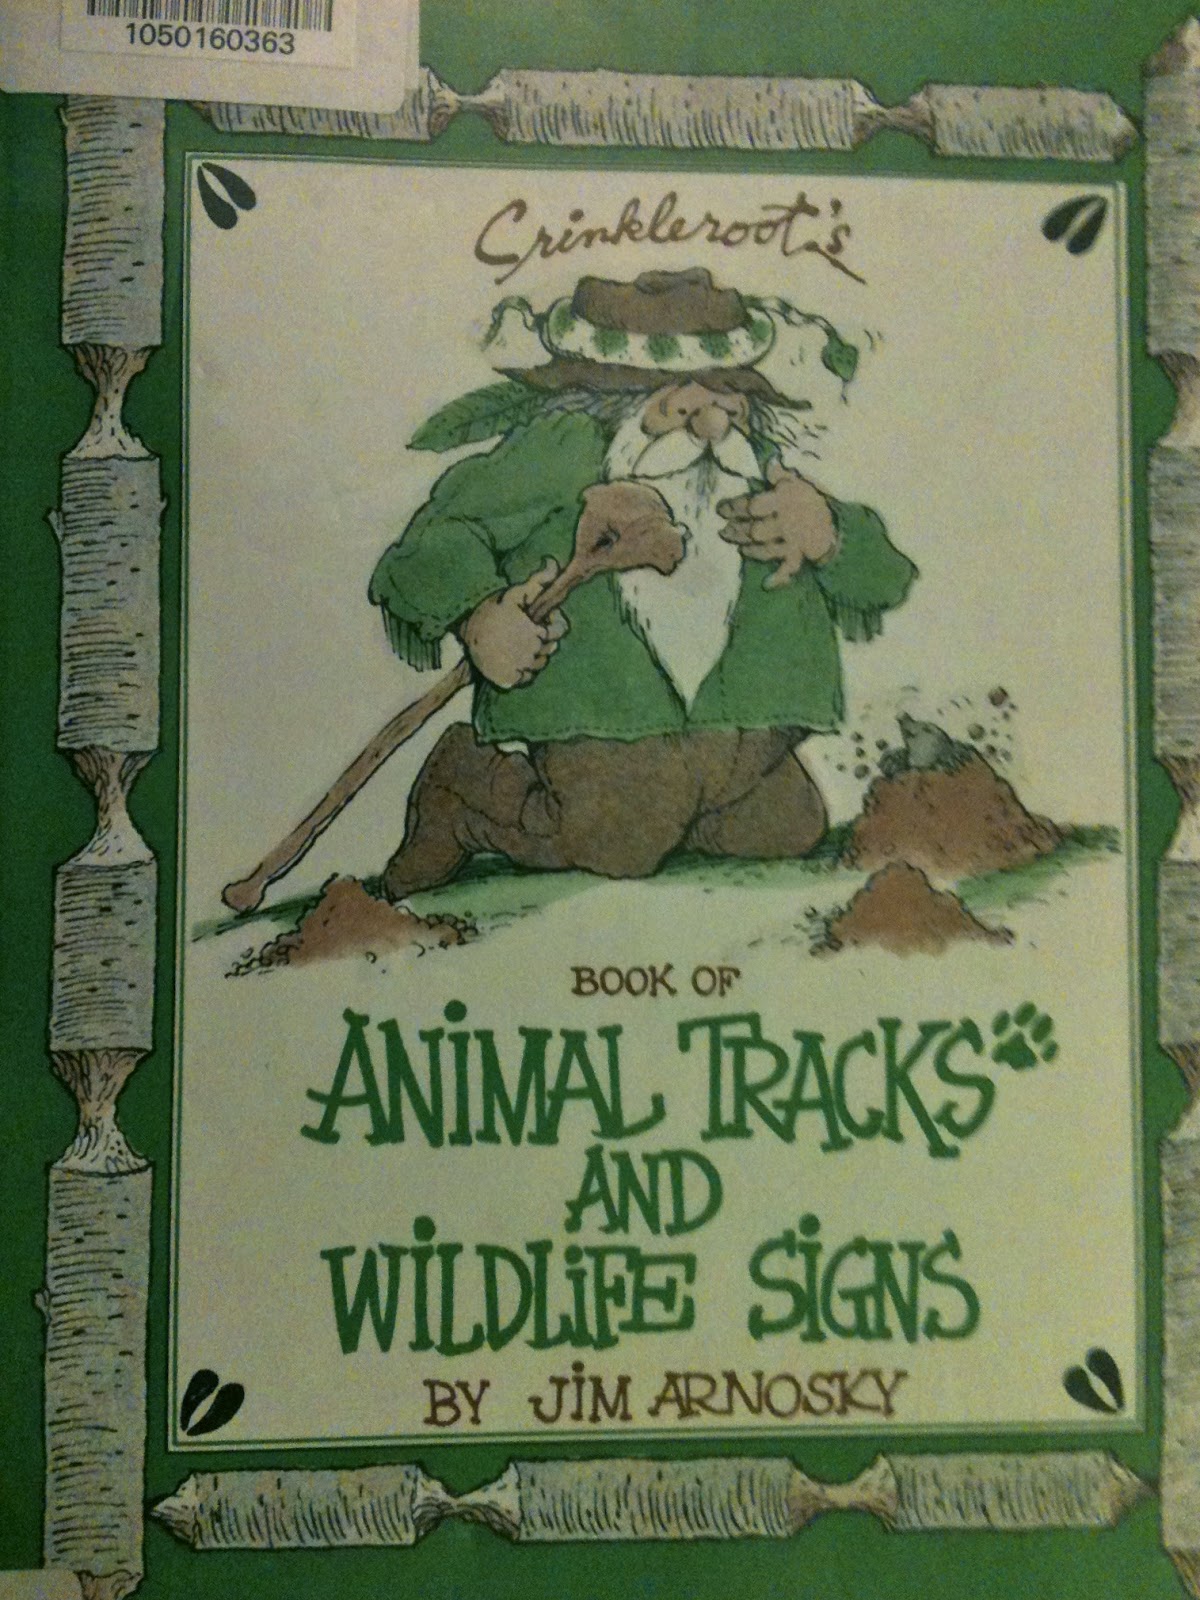 1050160363
Crinkleroot's
BOOK OF
ANiMAL TRACKS
AND
WiLDLiFE SiGNS
BY JiM ARNOSKY